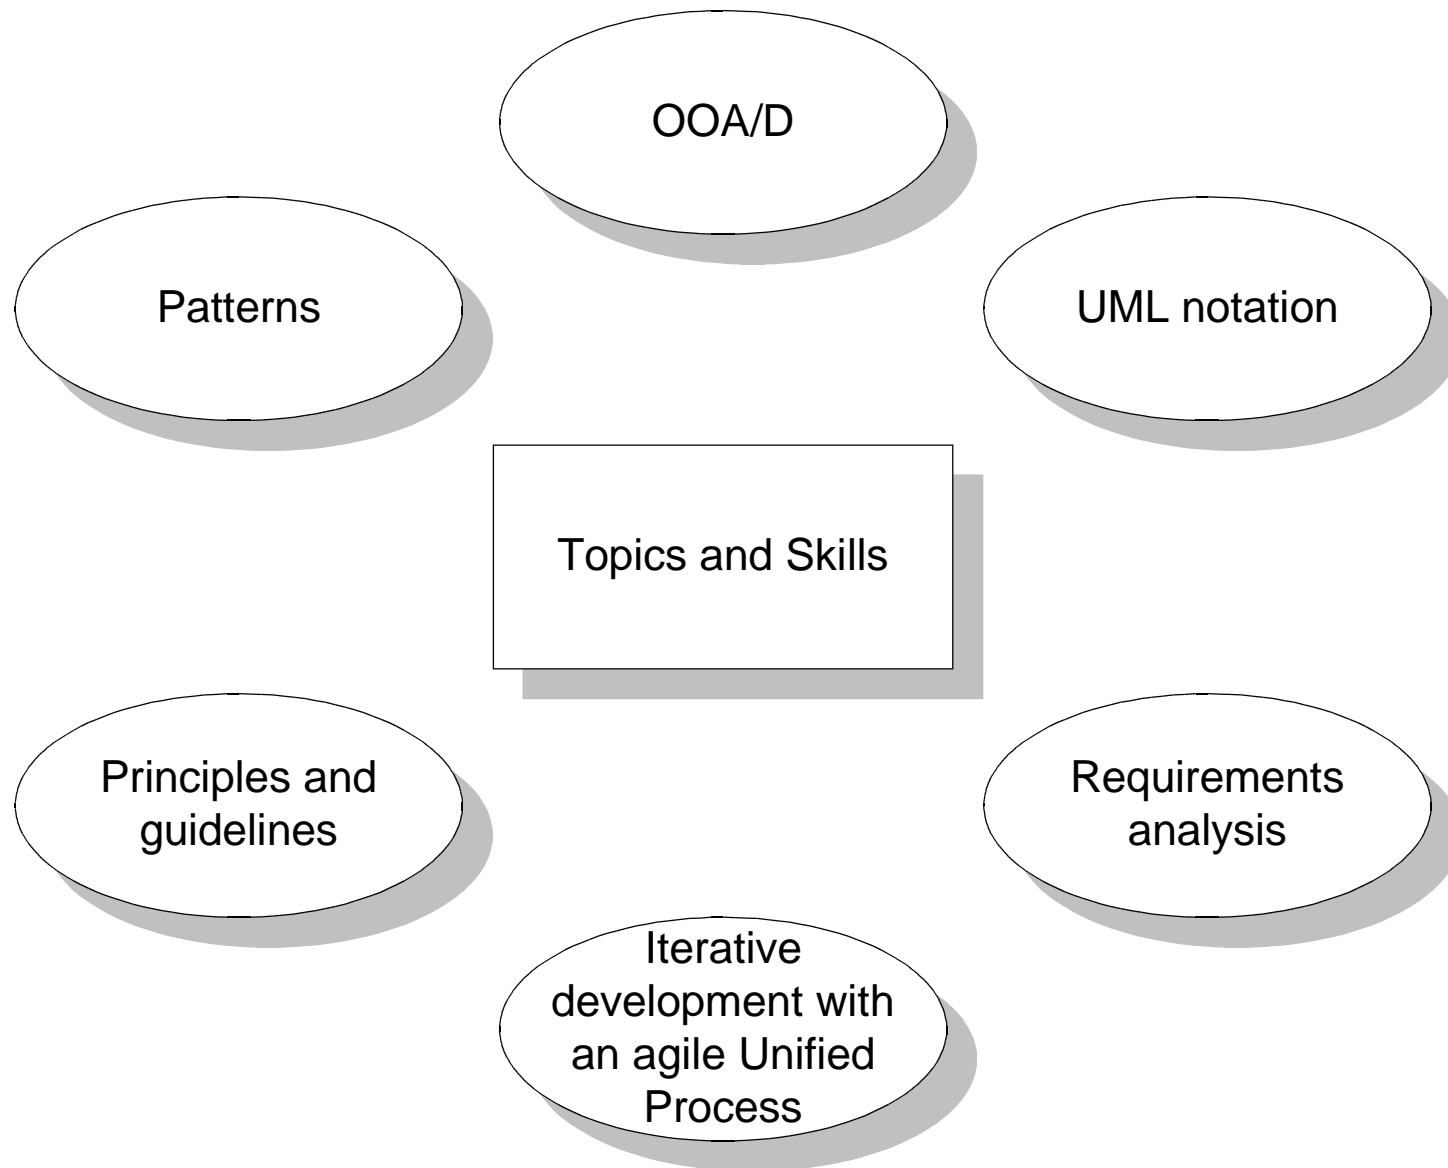 OOA/D
Patterns
UML notation
Topics and Skills
Principles and
guidelines
Requirements
analysis
Iterative
development with
an agile Unified
Process